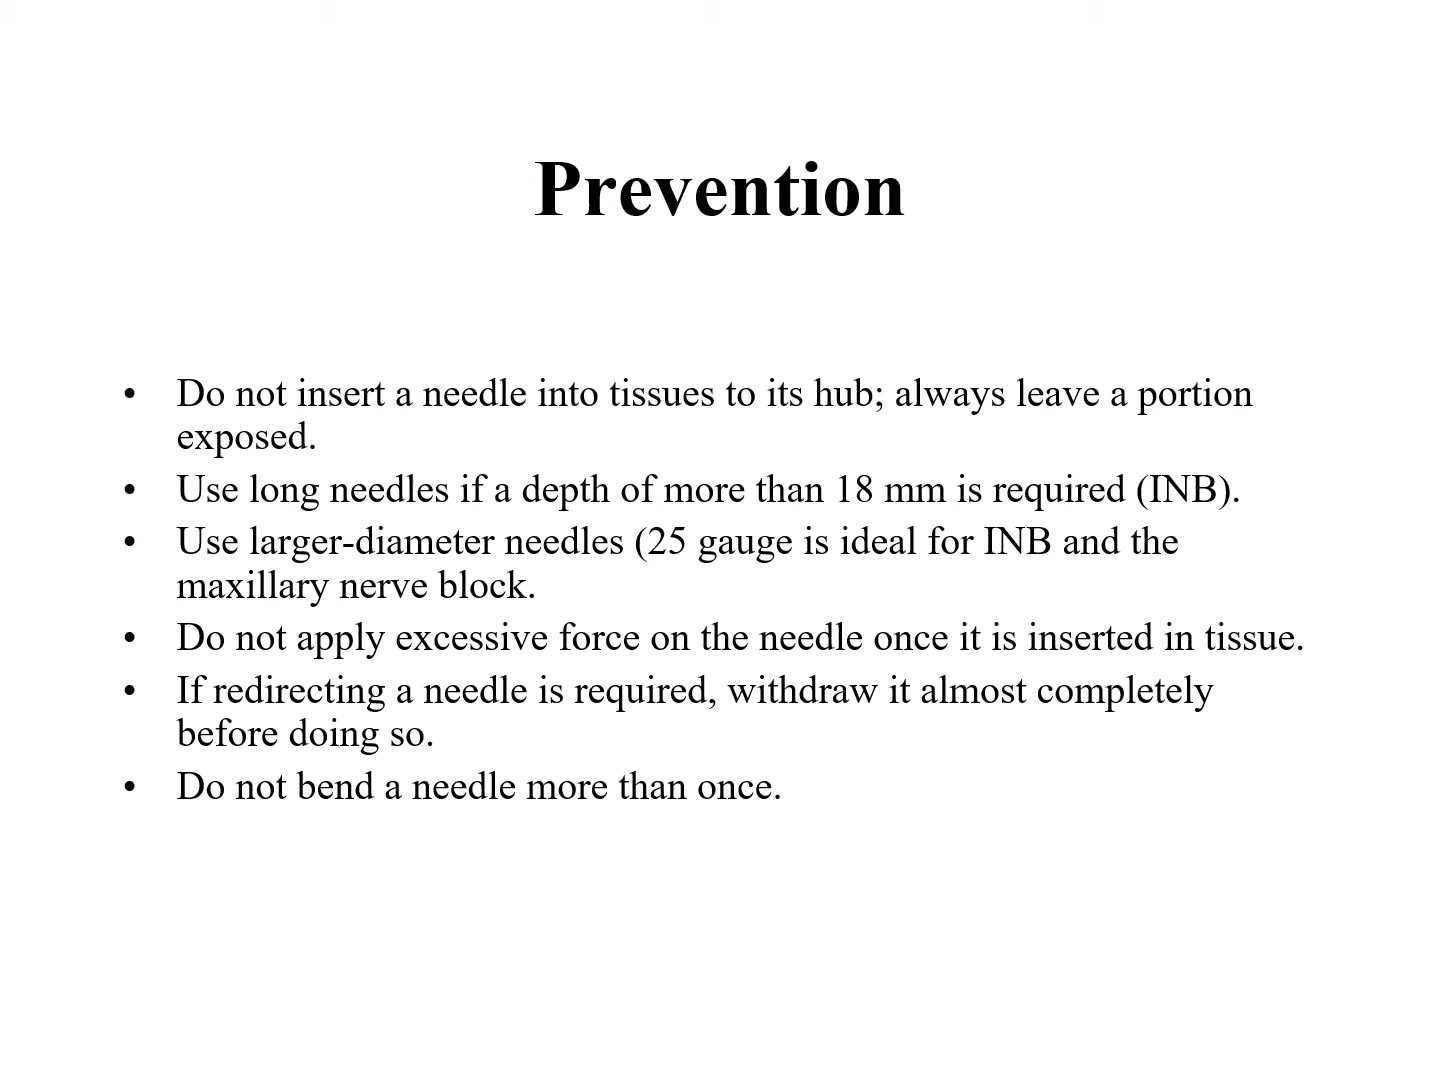 Prevention
• Do not insert a needle into tissues to its hub; always leave a portion
exposed.
• Use long needles if a depth of more than 18 mm is required (INB).
• Use larger-diameter needles (25 gauge is ideal for INB and the
maxillary nerve block.
• Do not apply excessive force on the needle once it is inserted in tissue.
• If redirecting a needle is required, withdraw it almost completely
before doing so.
• Do not bend a needle more than once.